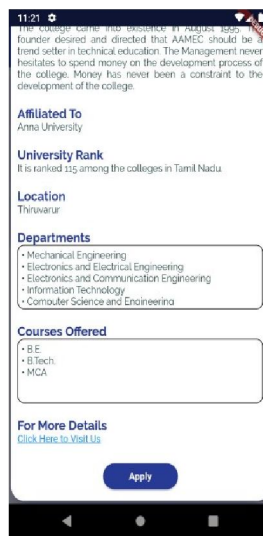 11:21
The college came into existence in August 1995. The
founder desired and directed that AAMEC should be a
trend setter in technical education. The Management never
hesitates to spend money on the development process of
the college. Money has never been a constraint to the
development of the college.
Affiliated To
Anna University
University Rank
It is ranked 115 among the colleges in Tamil Nadu.
Location
Thiruvarur
Departments
• Mechanical Engineering
• Electronics and Electrical Engineering
• Electronics and Communication Engineering
• Information Technology
• Computer Science and Engineering
Courses Offered
• B.E.
• B.Tech.
• MCA
For More Details
Click Here to Visit Us
Apply